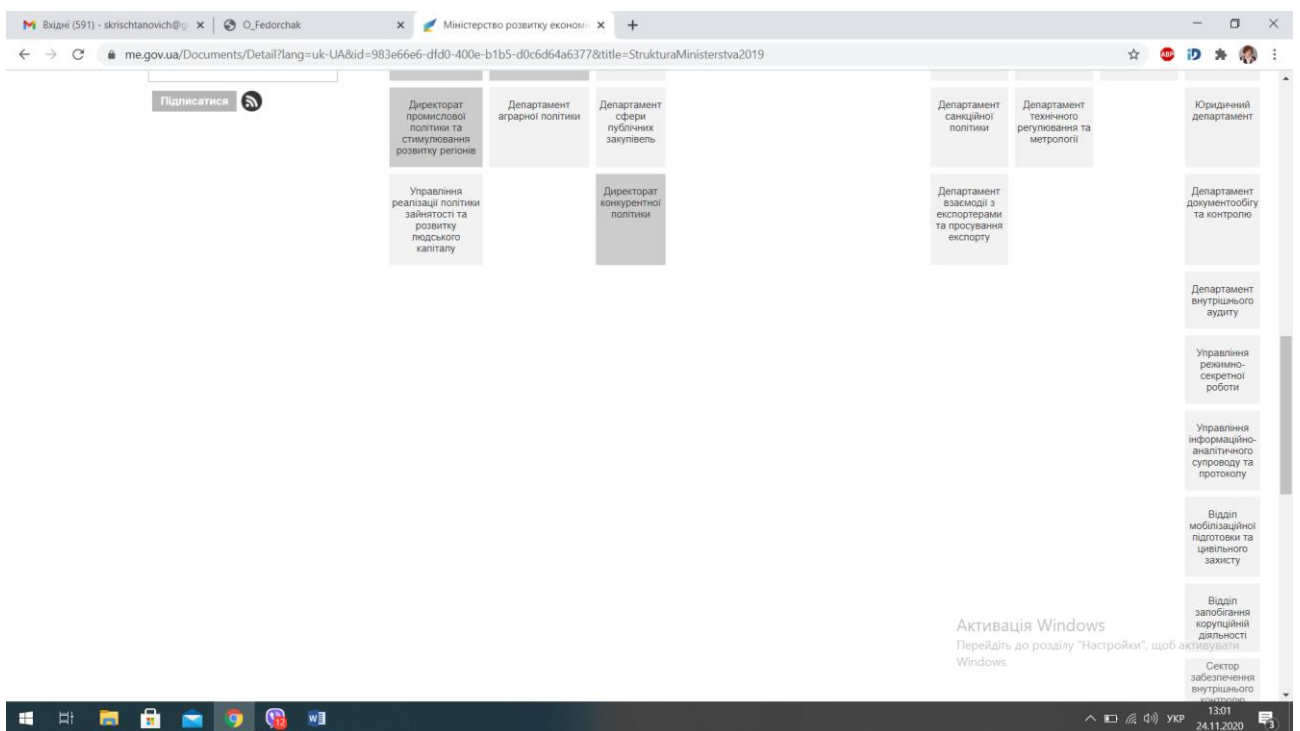 Вхідні (591) - skrischtanovich@g
O_Fedorchak
Міністерство розвитку економі
me.gov.ua/Documents/Detail?lang=uk-UA&id=983e66e6-dfd0-400e-b1b5-d0c6d64a6377&title=StrukturaMinisterstva2019
ABP
Підписатися
Директорат
промислової
політики та
стимулювання
розвитку регіонів
Департамент
аграрної політики
Департамент
сфери
публічних
закупівель
Департамент
санкційної
політики
Департамент
технічного
регулювання та
метрології
Юридичний
департамент
Управління
реалізації політики
зайнятості та
розвитку
людського
капіталу
Директорат
конкурентної
політики
Департамент
взаємодії з
експортерами
та просування
експорту
Департамент
документообігу
та контролю
Департамент
внутрішнього
аудиту
Управління
режимно-
секретної
роботи
Управління
інформаційно-
аналітичного
супроводу та
протоколу
Відділ
мобілізаційної
підготовки та
цивільного
захисту
Відділ
запобігання
корупційній
діяльності
Сектор
забезпечення
внутрішнього
контролю
Активація Windows
Перейдіть до розділу "Настройки", щоб активувати
Windows.
12
УКР
13:01
24.11.2020
3